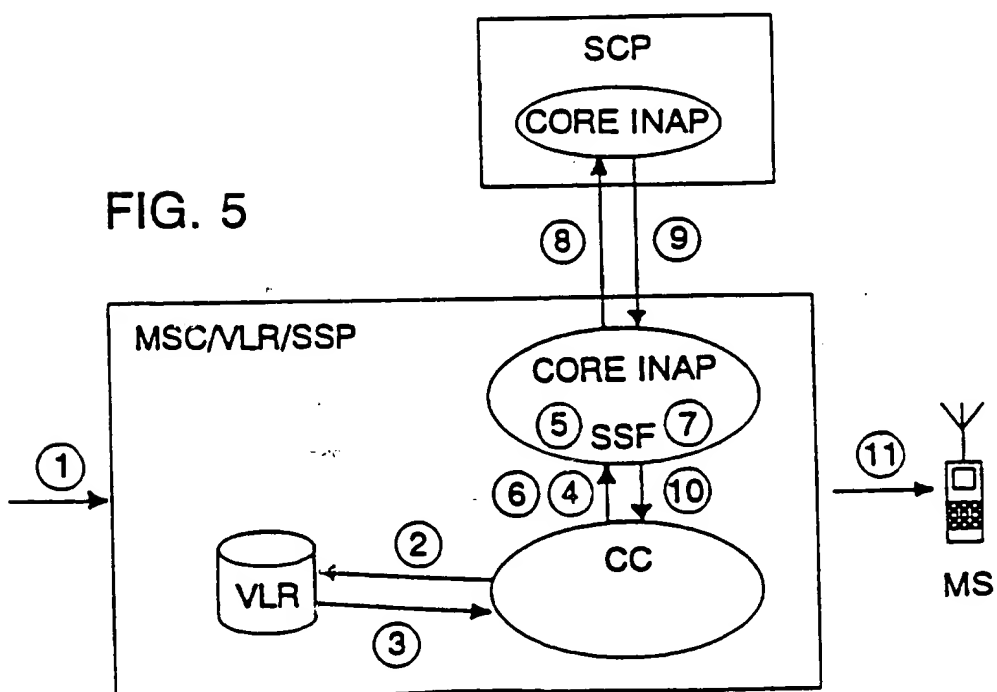 SCP
CORE INAP
FIG. 5
8 9
MSC/VLR/SSP
CORE INAP
5 SSF 7
1
11
6 4 10
2
CC
VLR
3
MS